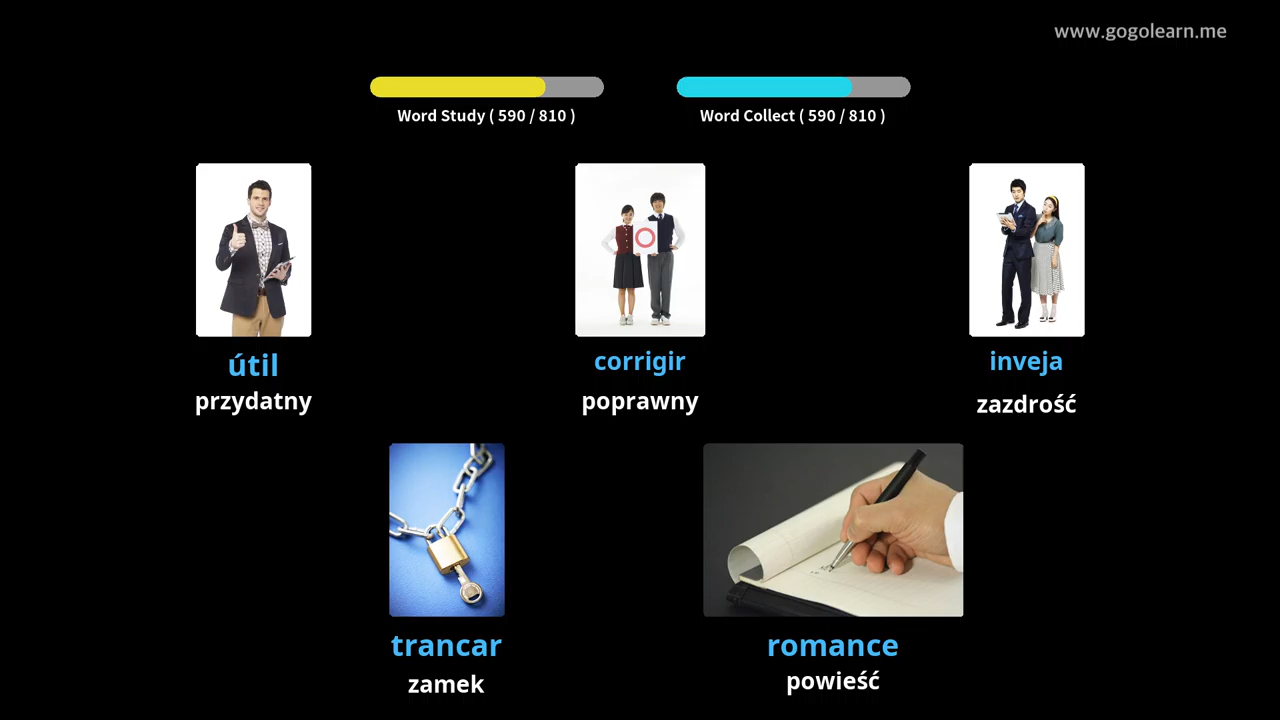 www.gogolearn.me
Word Study ( 590 / 810 )
Word Collect ( 590 / 810 )
útil
przydatny
corrigir
poprawny
inveja
zazdrość
trancar
zamek
romance
powieść